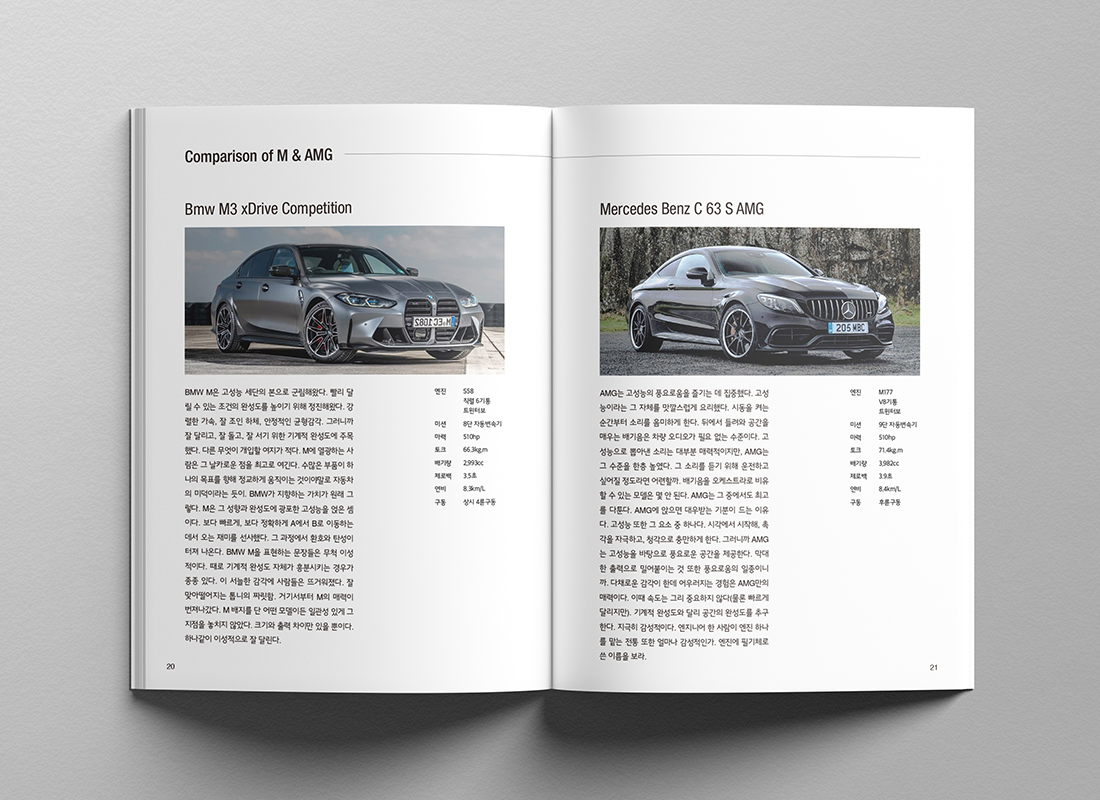 Comparison of M & AMG
Bmw M3 xDrive Competition
BMW M은 고성능 세단의 본으로 군림해왔다. 빨리 달
릴 수 있는 조건의 완성도를 높이기 위해 정진해왔다. 강
렬한 가속, 잘 조인 하체, 안정적인 균형감각. 그러니까
잘 달리고, 잘 돌고, 잘 서기 위한 기계적 완성도에 주목
했다. 다른 무엇이 개입할 여지가 적다. M에 열광하는 사
람은 그 날카로운 점을 최고로 여긴다. 수많은 부품이 하
나의 목표를 향해 정교하게 움직이는 것이야말로 자동차
의 미덕이라는 듯이. BMW가 지향하는 가치가 원래 그
렇다. M은 그 성향과 완성도에 광포한 고성능을 얹은 셈
이다. 보다 빠르게, 보다 정확하게 A에서 B로 이동하는
데서 오는 재미를 선사했다. 그 과정에서 환호와 탄성이
터져 나온다. BMW M을 표현하는 문장들은 무척 이성
적이다. 때로 기계적 완성도 자체가 흥분시키는 경우가
종종 있다. 이 서늘한 감각에 사람들은 뜨거워졌다. 잘
맞아떨어지는 톱니의 짜릿함. 거기서부터 M의 매력이
번져나갔다. M 배지를 단 어떤 모델이든 일관성 있게 그
지점을 놓치지 않았다. 크기와 출력 차이만 있을 뿐이다.
하나같이 이성적으로 잘 달린다.
엔진 S58
직렬 6기통
트윈터보
미션 8단 자동변속기
마력 510hp
토크 66.3kg.m
배기량 2,993cc
제로백 3.5초
연비 8.3km/L
구동 상시 4륜구동
20
Mercedes Benz C 63 S AMG
205 MBC
AMG는 고성능의 풍요로움을 즐기는 데 집중했다. 고성
능이라는 그 자체를 맛깔스럽게 요리했다. 시동을 켜는
순간부터 소리를 음미하게 한다. 뒤에서 들려와 공간을
매우는 배기음은 차량 오디오가 필요 없는 수준이다. 고
성능으로 뽑아낸 소리는 대부분 매력적이지만, AMG는
그 수준을 한층 높였다. 그 소리를 듣기 위해 운전하고
싶어질 정도라면 어련할까. 배기음을 오케스트라로 비유
할 수 있는 모델은 몇 안 된다. AMG는 그 중에서도 최고
를 다툰다. AMG에 앉으면 대우받는 기분이 드는 이유
다. 고성능 또한 그 요소 중 하나다. 시각에서 시작해, 촉
각을 자극하고, 청각으로 충만하게 한다. 그러니까 AMG
는 고성능을 바탕으로 풍요로운 공간을 제공한다. 막대
한 출력으로 밀어붙이는 것 또한 풍요로움의 일종이니
까. 다채로운 감각이 한데 어우러지는 경험은 AMG만의
매력이다. 이때 속도는 그리 중요하지 않다(물론 빠르게
달리지만). 기계적 완성도와 달리 공간의 완성도를 추구
한다. 지극히 감성적이다. 엔지니어 한 사람이 엔진 하나
를 맡는 전통 또한 얼마나 감성적인가. 엔진에 필기체로
쓴 이름을 보라.
엔진 M177
V8기통
트윈터보
미션 9단 자동변속기
마력 510hp
토크 71.4kg.m
배기량 3,982cc
제로백 3.9초
연비 8.4km/L
구동 후륜구동
21